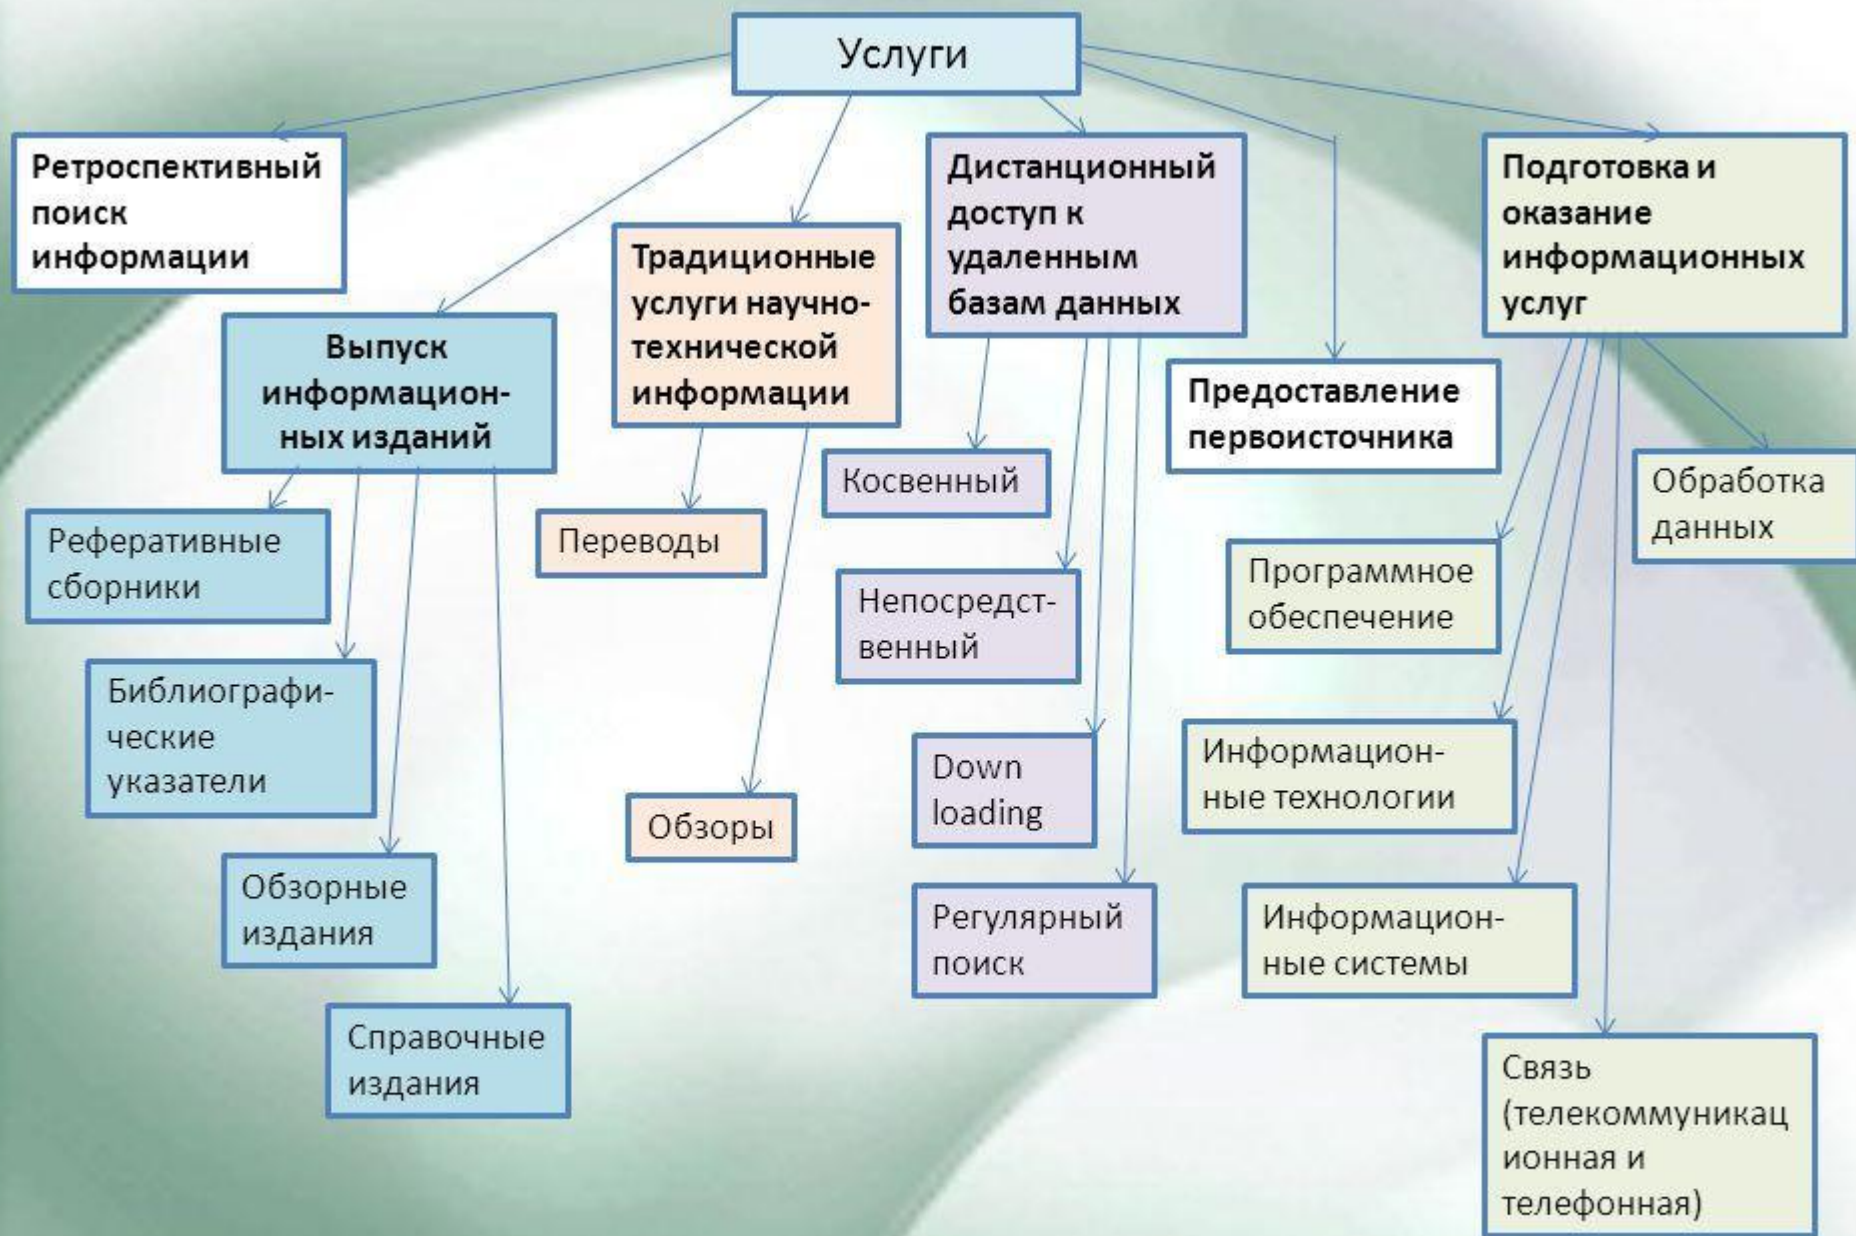 Услуги
Ретроспективный
поиск
информации
Выпуск
информацион-
ных изданий
Реферативные
сборники
Библиографи-
ческие
указатели
Обзорные
издания
Справочные
издания
Традиционные
услуги научно-
технической
информации
Переводы
Обзоры
Дистанционный
доступ к
удаленным
базам данных
Косвенный
Непосредст-
венный
Down
loading
Регулярный
поиск
Предоставление
первоисточника
Подготовка и
оказание
информационных
услуг
Программное
обеспечение
Информацион-
ные технологии
Информацион-
ные системы
Связь
(телекоммуникац
ионная и
телефонная)
Обработка
данных